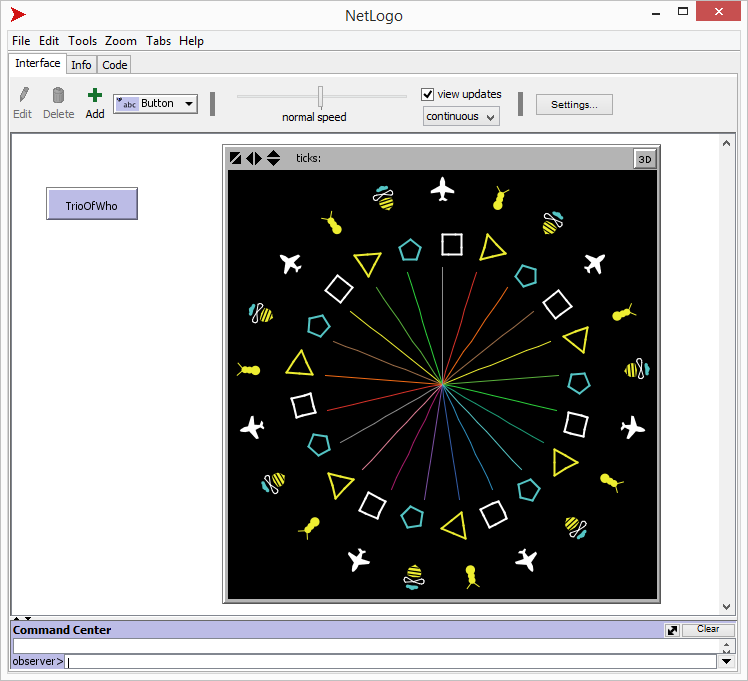 NetLogo
File Edit Tools Zoom Tabs Help
Interface Info Code
Edit Delete Add abc Button normal speed view updates continuous Settings...
ticks: 3D
TrioOfWho
Command Center Clear
observer>